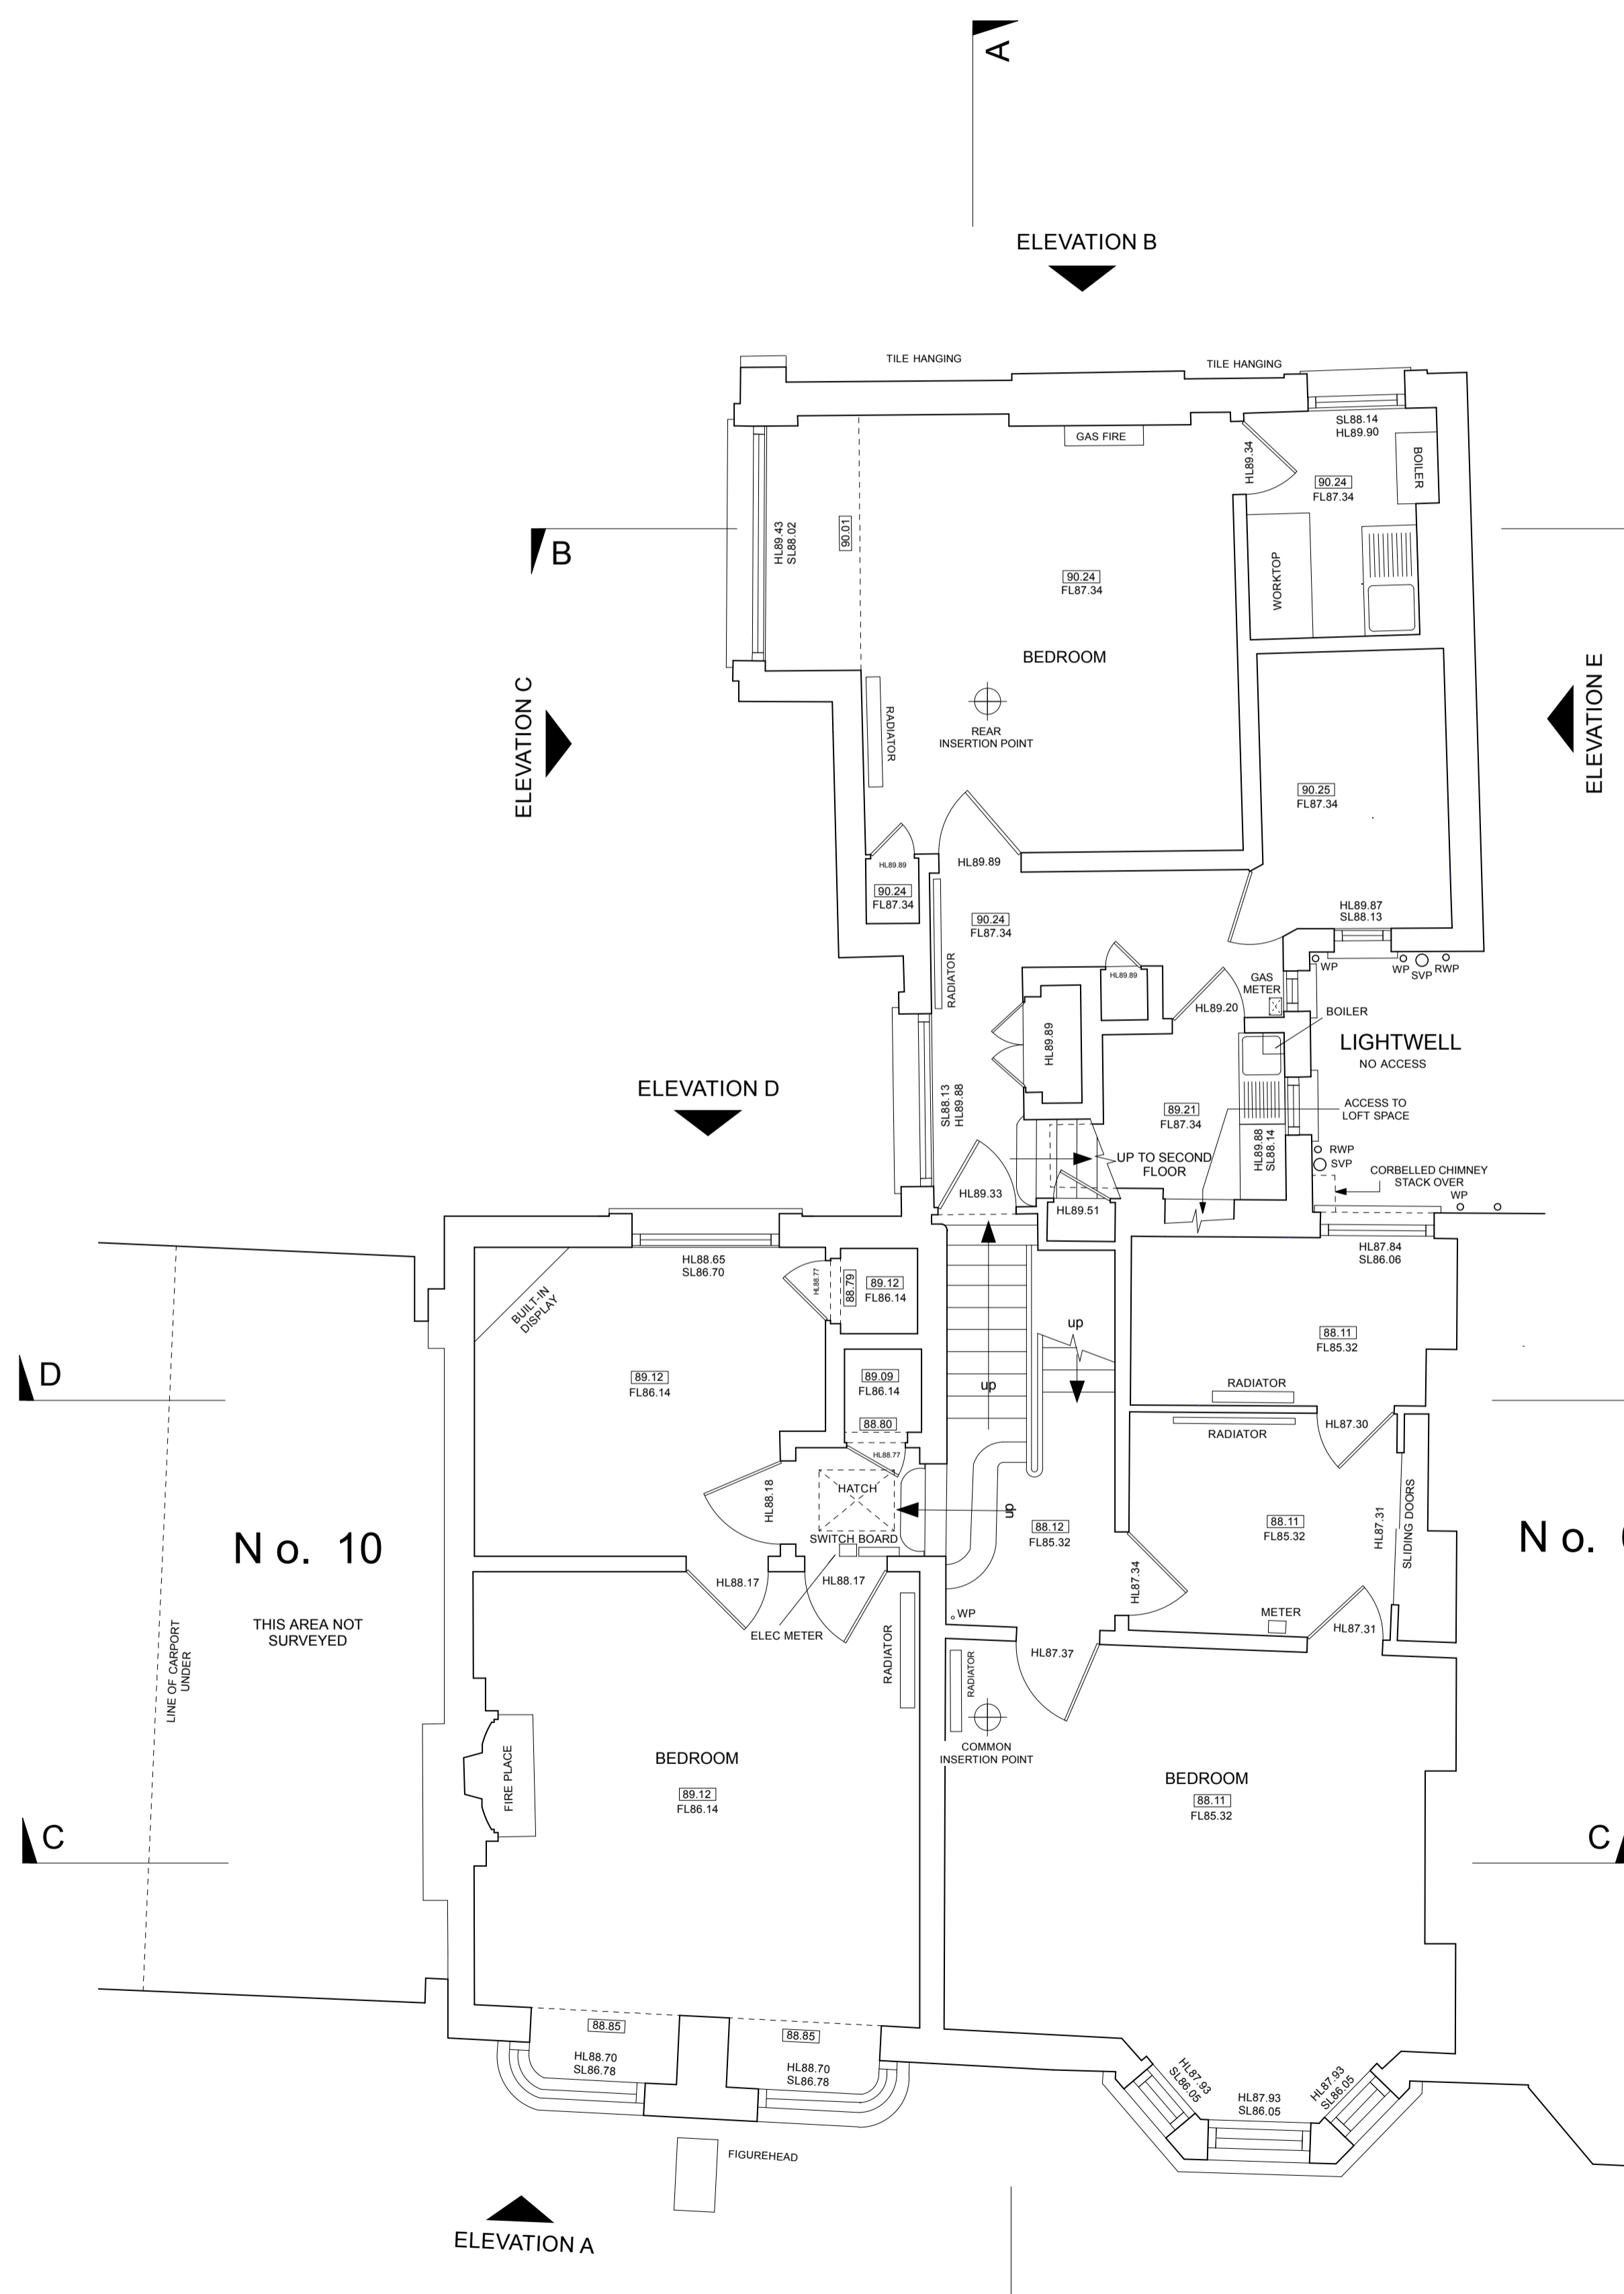 A
ELEVATION B
TILE HANGING
TILE HANGING
SL88.14
HL89.90
GAS FIRE
HL89.34
BOILER
90.24
FL87.34
B
HL89.43
SL88.02
90.01
90.24
FL87.34
WORKTOP
BEDROOM
ELEVATION C
ELEVATION E
RADIATOR
REAR
INSERTION POINT
90.25
FL87.34
HL89.89
HL89.89
90.24
FL87.34
90.24
FL87.34
HL89.87
SL88.13
RADIATOR
HL89.89
GAS
METER
WP
WP
SVP
RWP
HL89.20
BOILER
HL89.89
LIGHTWELL
NO ACCESS
ELEVATION D
SL88.13
HL89.88
89.21
FL87.34
ACCESS TO
LOFT SPACE
HL89.88
SL88.14
UP TO SECOND
FLOOR
RWP
SVP
CORBELLED CHIMNEY
STACK OVER
WP
HL89.33
HL89.51
HL88.65
SL86.70
HL87.84
SL86.06
BUILT-IN
DISPLAY
HL88.77
88.79
89.12
FL86.14
up
88.11
FL85.32
D
89.12
FL86.14
89.09
FL86.14
up
RADIATOR
88.80
HL87.30
RADIATOR
HL88.77
HATCH
HL88.18
up
SWITCH BOARD
88.12
FL85.32
88.11
FL85.32
HL87.31
SLIDING DOORS
No. 10
No.
HL88.17
HL88.17
HL87.34
THIS AREA NOT
SURVEYED
LINE OF CARPORT
UNDER
ELEC METER
WP
METER
HL87.31
RADIATOR
HL87.37
RADIATOR
COMMON
INSERTION POINT
BEDROOM
BEDROOM
FIRE PLACE
89.12
FL86.14
88.11
FL85.32
C
C
88.85
88.85
HL88.70
SL86.78
HL88.70
SL86.78
HL87.93
SL86.05
HL87.93
SL86.05
HL87.93
SL86.05
FIGUREHEAD
ELEVATION A